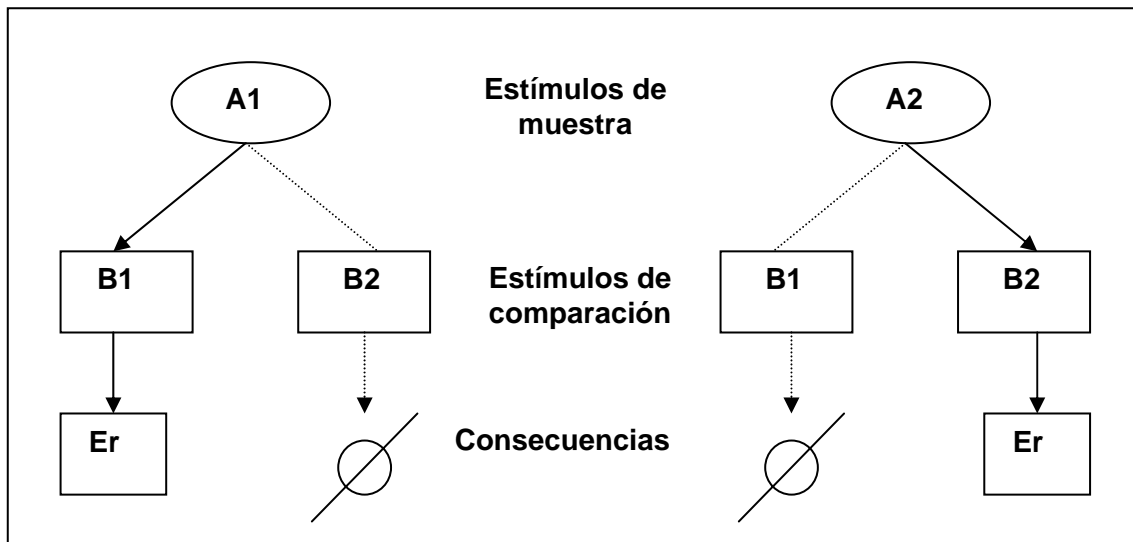 A1
Estímulos de
muestra
A2
B1
B2
Estímulos de
comparación
B1
B2
Er
Consecuencias
Er